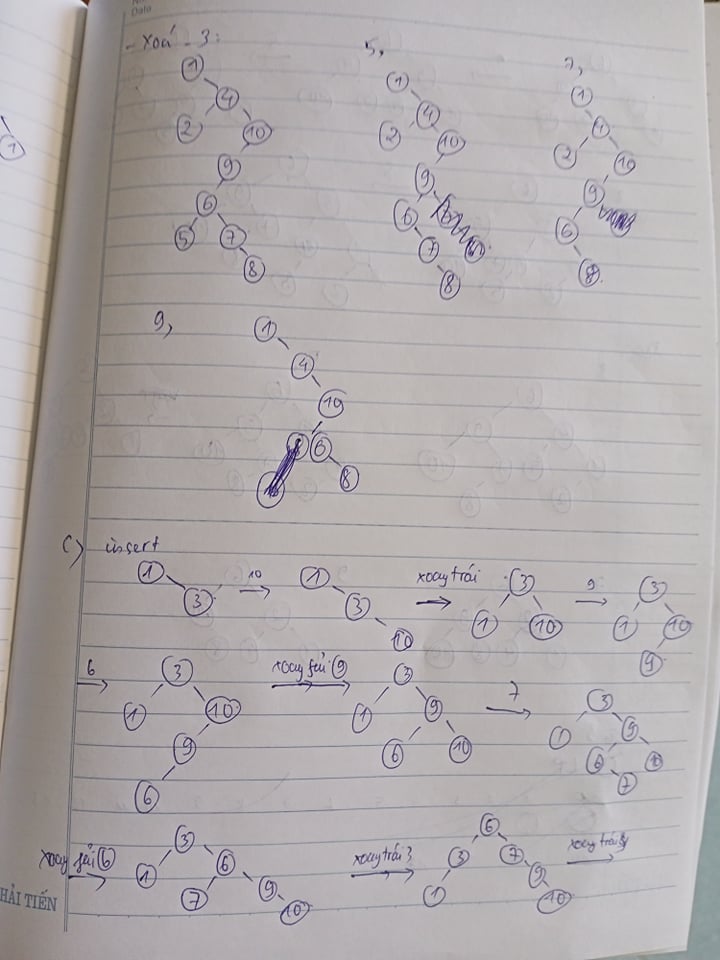 Date
- Xoá - 3:
5,
7,
1 1 1
4 4
2 10 2 10 2 10
9 9 9
6 6 6
5 7 7 8
8 8
9,
1
4
10
6
8
1
c) insert
1 3 10 1 3 10 xoay trái 3 1 10 9 3 1 10 9
6 3 1 10 9 6 xoay phải 9 3 1 9 6 10 7 3 1 9 6 10 7
xoay phải 6 3 1 6 7 9 10 xoay trái 3 6 3 7 1 9 10 xoay trái
HẢI TIẾN